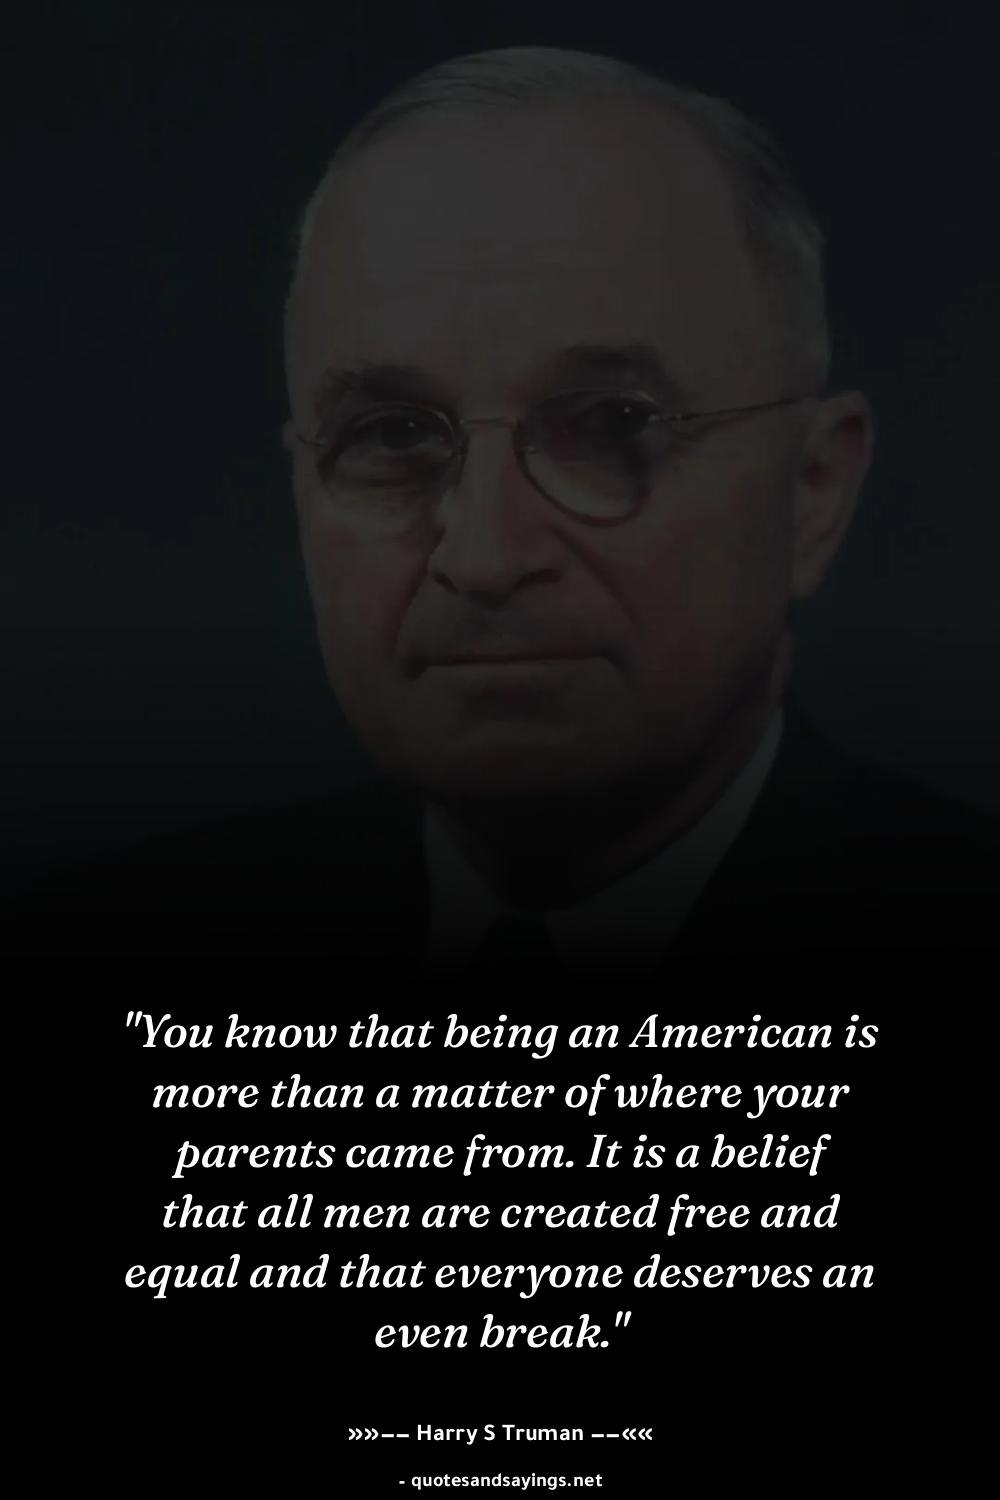 "You know that being an American is
more than a matter of where your
parents came from. It is a belief
that all men are created free and
equal and that everyone deserves an
even break."
»»–– Harry S Truman ––««
- quotesandsayings.net